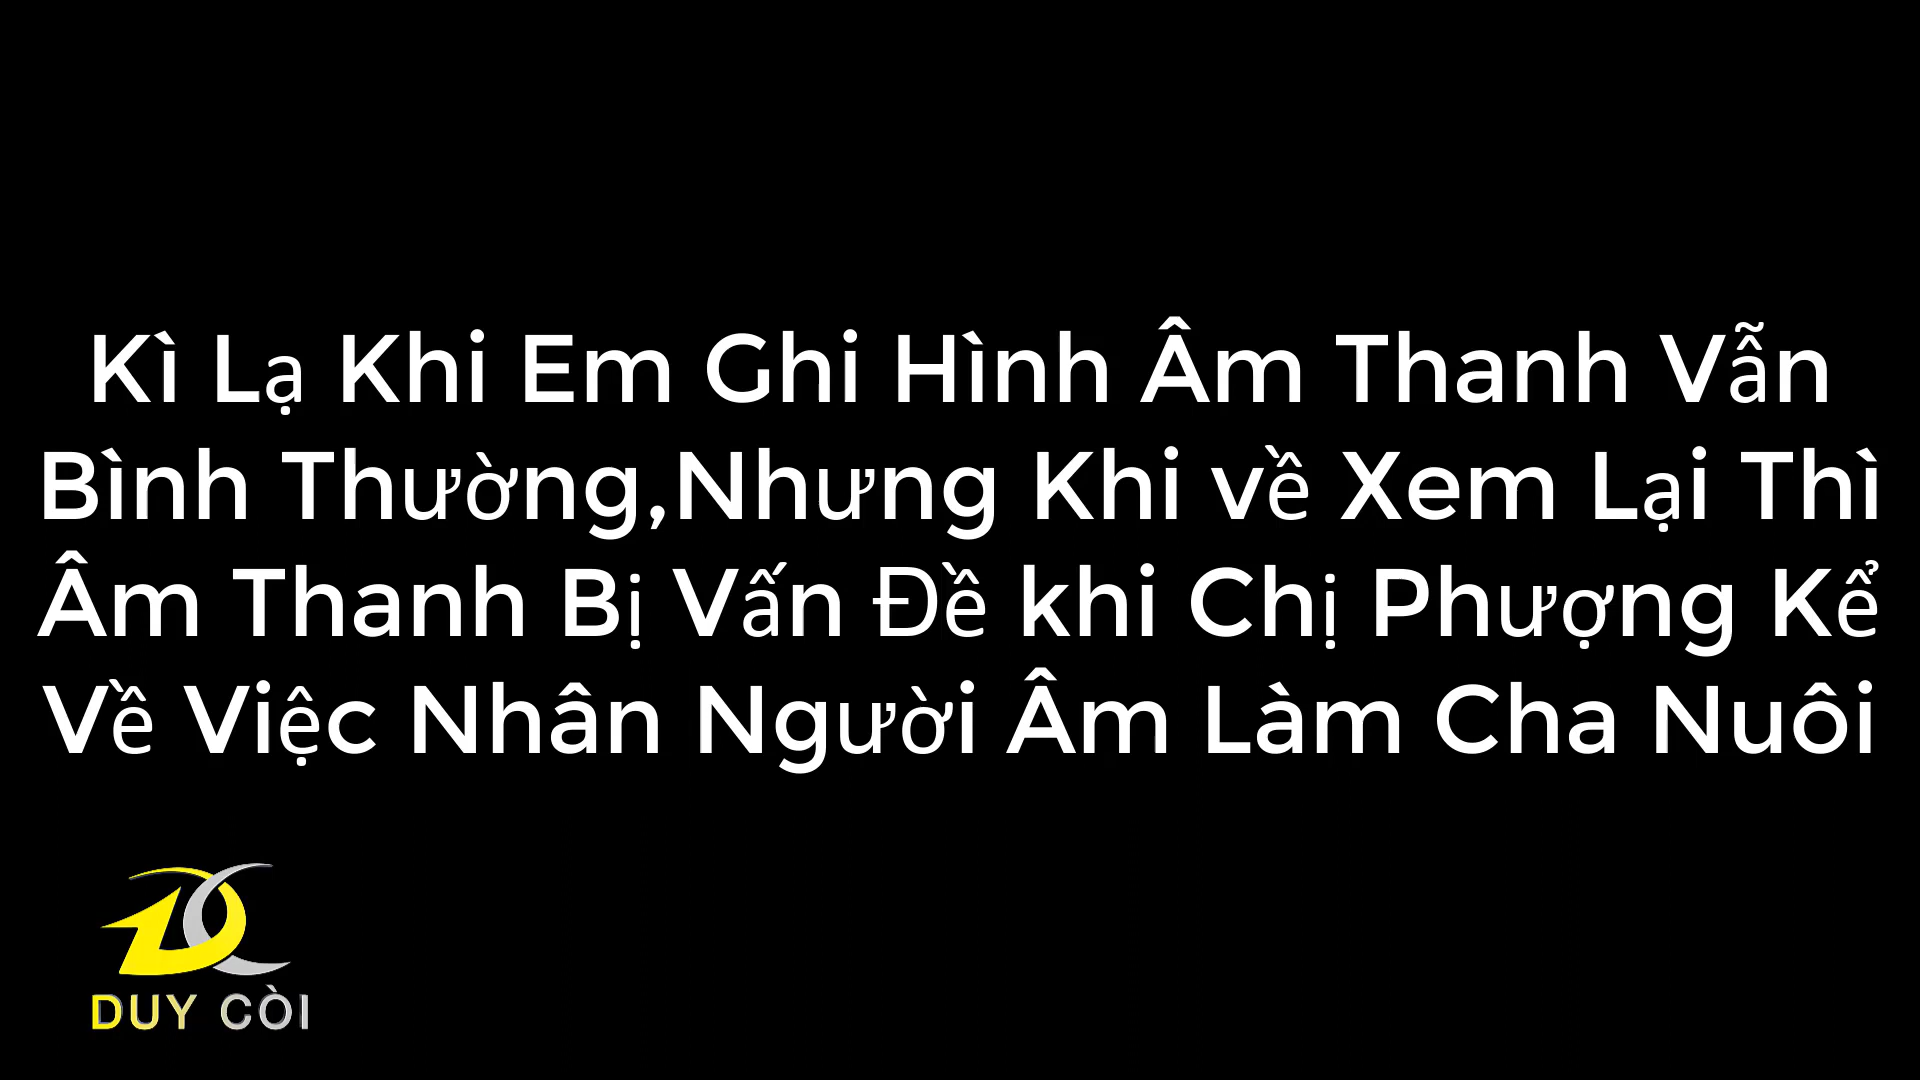 Kì Lạ Khi Em Ghi Hình Âm Thanh Vẫn
Bình Thường,Nhưng Khi về Xem Lại Thì
Âm Thanh Bị Vấn Đề khi Chị Phượng Kể
Về Việc Nhân Người Âm Làm Cha Nuôi
DUY CÒI